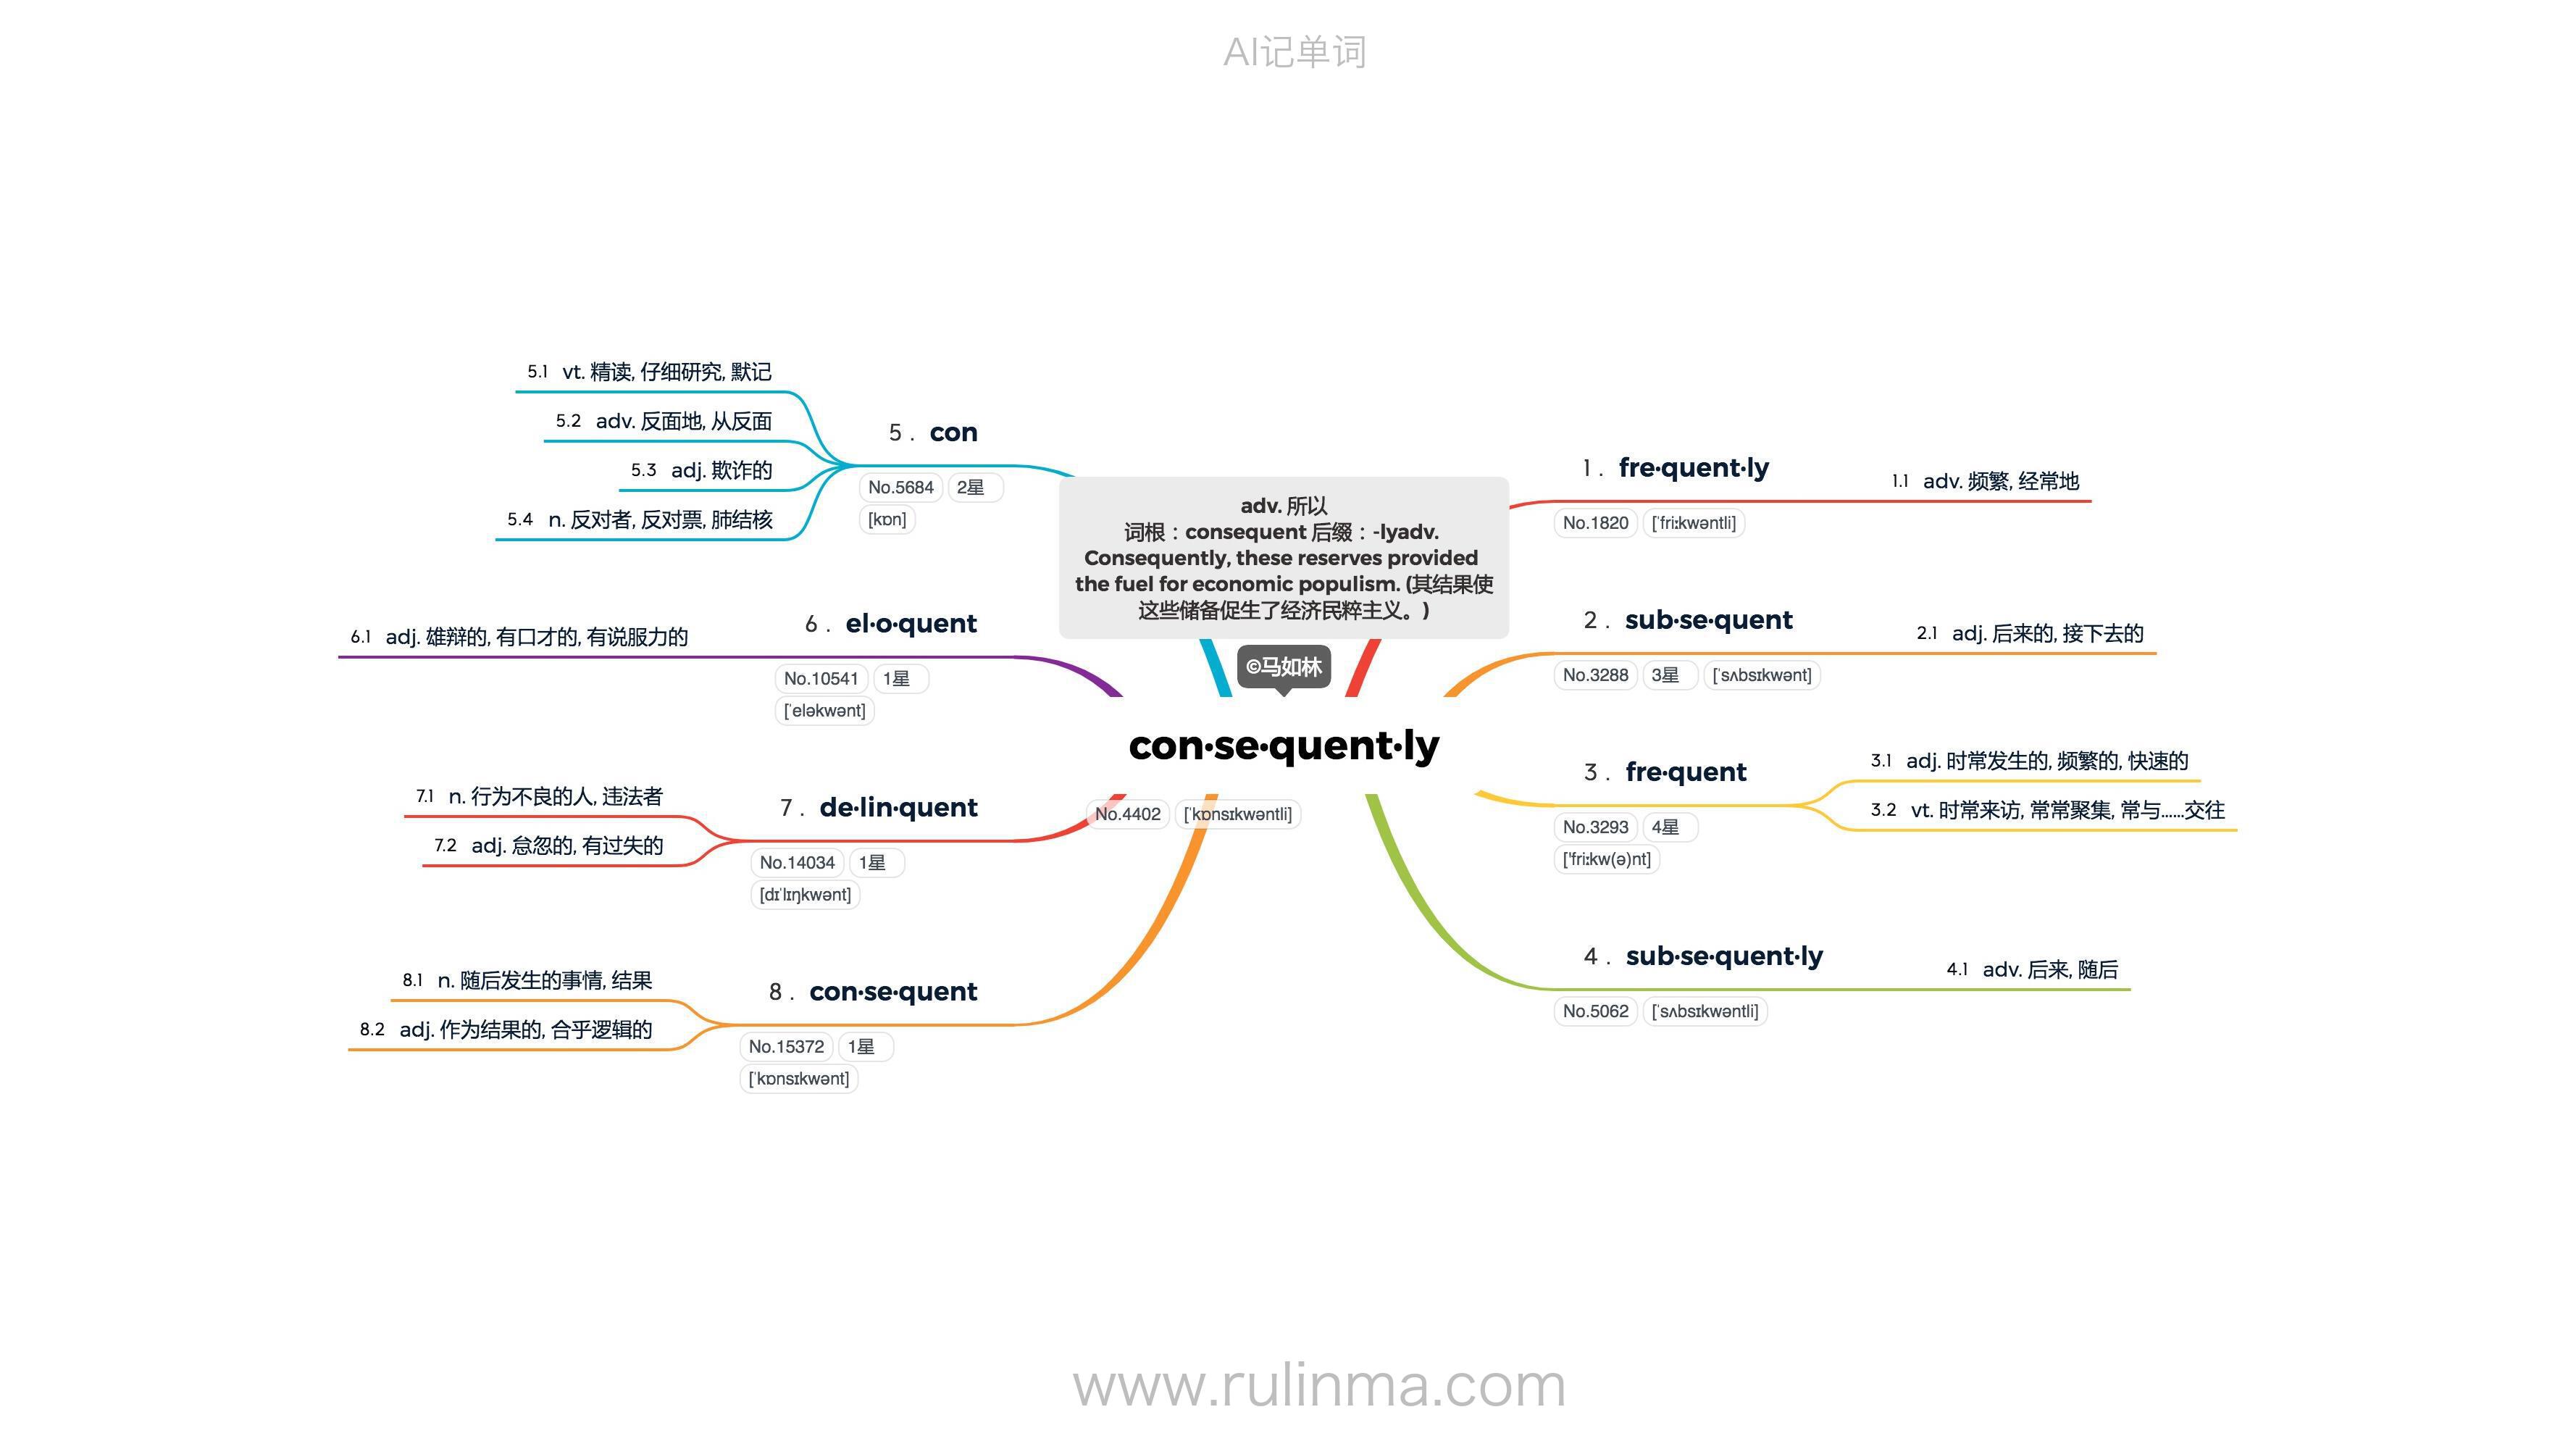 AI记单词
adv. 所以
词根：consequent 后缀：-lyadv.
Consequently, these reserves provided
the fuel for economic populism. (其结果使
这些储备促生了经济民粹主义。)
©马如林
con·se·quent·ly
No.4402 [ˈkɒnsɪkwəntli]
1 . fre·quent·ly
No.1820 [ˈfriːkwəntli]
1.1 adv. 频繁, 经常地
2 . sub·se·quent
No.3288 3星 [ˈsʌbsɪkwənt]
2.1 adj. 后来的, 接下去的
3 . fre·quent
No.3293 4星
[ˈfriːkw(ə)nt]
3.1 adj. 时常发生的, 频繁的, 快速的
3.2 vt. 时常来访, 常常聚集, 常与……交往
4 . sub·se·quent·ly
No.5062 [ˈsʌbsɪkwəntli]
4.1 adv. 后来, 随后
5 . con
No.5684 2星
[kɒn]
5.1 vt. 精读, 仔细研究, 默记
5.2 adv. 反面地, 从反面
5.3 adj. 欺诈的
5.4 n. 反对者, 反对票, 肺结核
6 . el·o·quent
No.10541 1星
[ˈeləkwənt]
6.1 adj. 雄辩的, 有口才的, 有说服力的
7 . de·lin·quent
No.14034 1星
[dɪˈlɪŋkwənt]
7.1 n. 行为不良的人, 违法者
7.2 adj. 怠忽的, 有过失的
8 . con·se·quent
No.15372 1星
[ˈkɒnsɪkwənt]
8.1 n. 随后发生的事情, 结果
8.2 adj. 作为结果的, 合乎逻辑的
www.rulinma.com